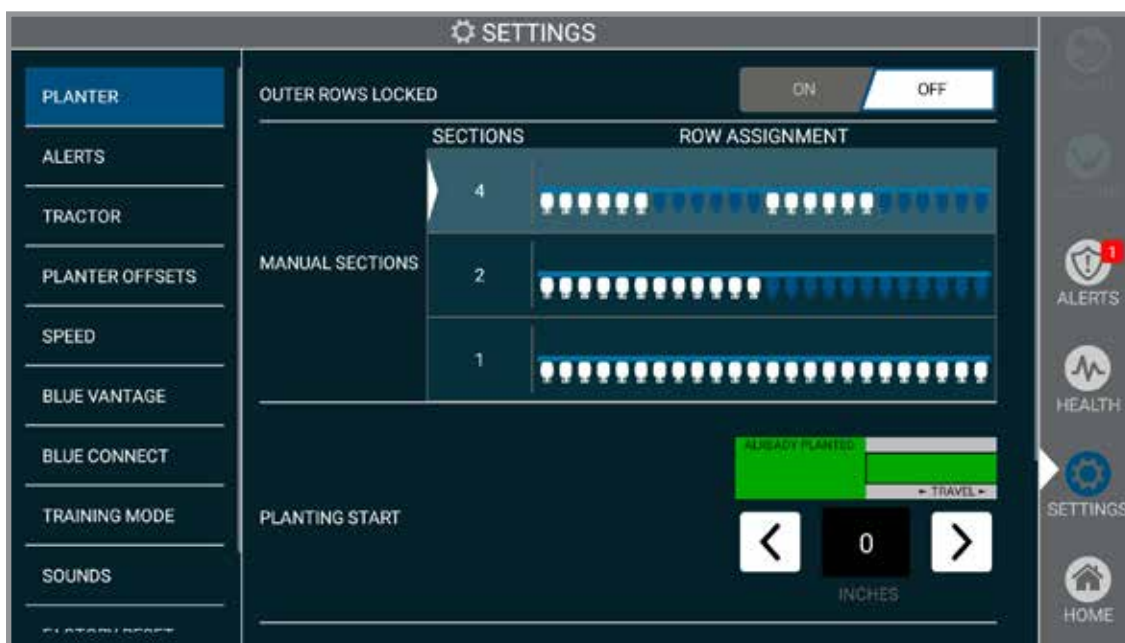 SETTINGS
PLANTER
ALERTS
TRACTOR
PLANTER OFFSETS
SPEED
BLUE VANTAGE
BLUE CONNECT
TRAINING MODE
SOUNDS
FACTORY RESET
OUTER ROWS LOCKED
ON
OFF
SECTIONS
ROW ASSIGNMENT
MANUAL SECTIONS
4
2
1
PLANTING START
ALREADY PLANTED
TRAVEL
0
INCHES
1
ALERTS
HEALTH
SETTINGS
HOME